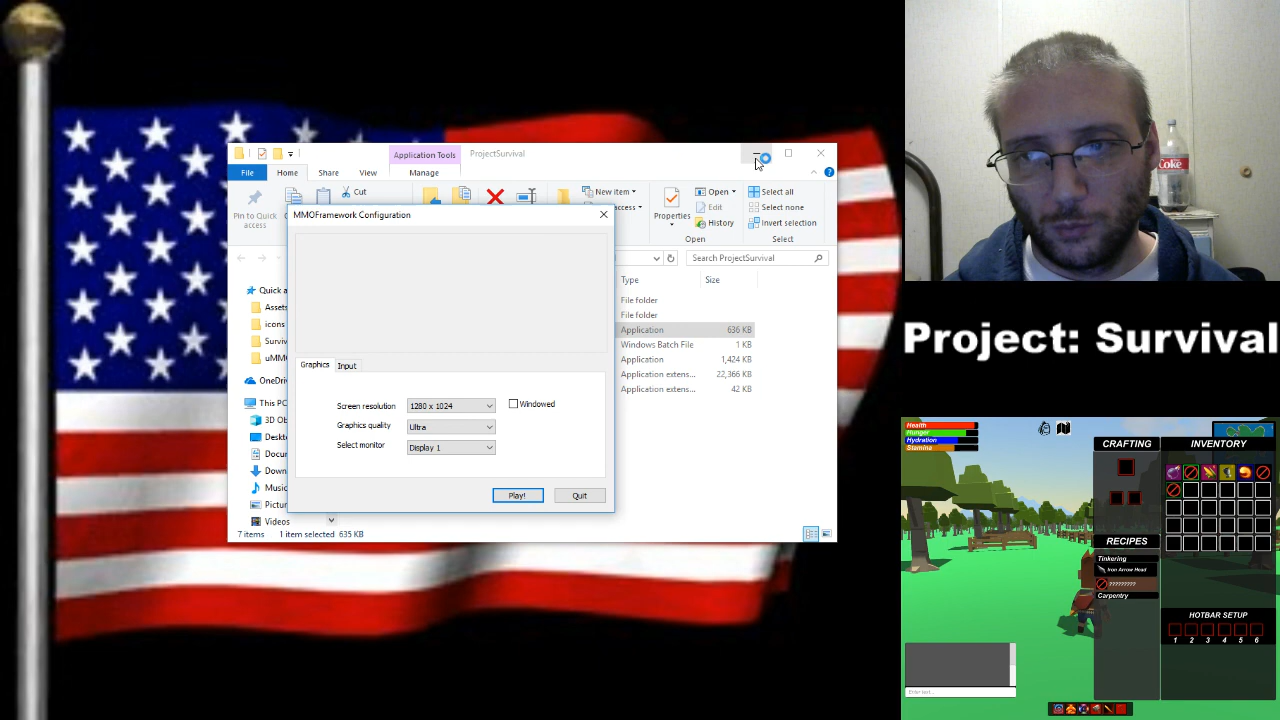 Application Tools
ProjectSurvival
File
Home
Share
View
Manage
Pin to Quick
access
Cut
New item
access
Properties
Open
Edit
History
Open
Select all
Select none
Invert selection
Select
MMOFramework Configuration
Search ProjectSurvival
Type
Size
Quick a
Assets
icons
Surviv
uMM
OneDriv
This PC
3D Ob
Deskto
Docum
Down
Music
Pictur
Videos
File folder
File folder
Application
636 KB
Windows Batch File
1 KB
Application
1,424 KB
Application extens...
22,366 KB
Application extens...
42 KB
Graphics
Input
Screen resolution
1280 x 1024
Windowed
Graphics quality
Ultra
Select monitor
Display 1
Play!
Quit
7 items
1 item selected
635 KB
Coke
Project: Survival
Health
Hunger
Hydration
Stamina
CRAFTING
INVENTORY
RECIPES
Tinkering
Iron Arrow Head
?????????
Carpentry
HOTBAR SETUP
1 2 3 4 5 6
Enter text...